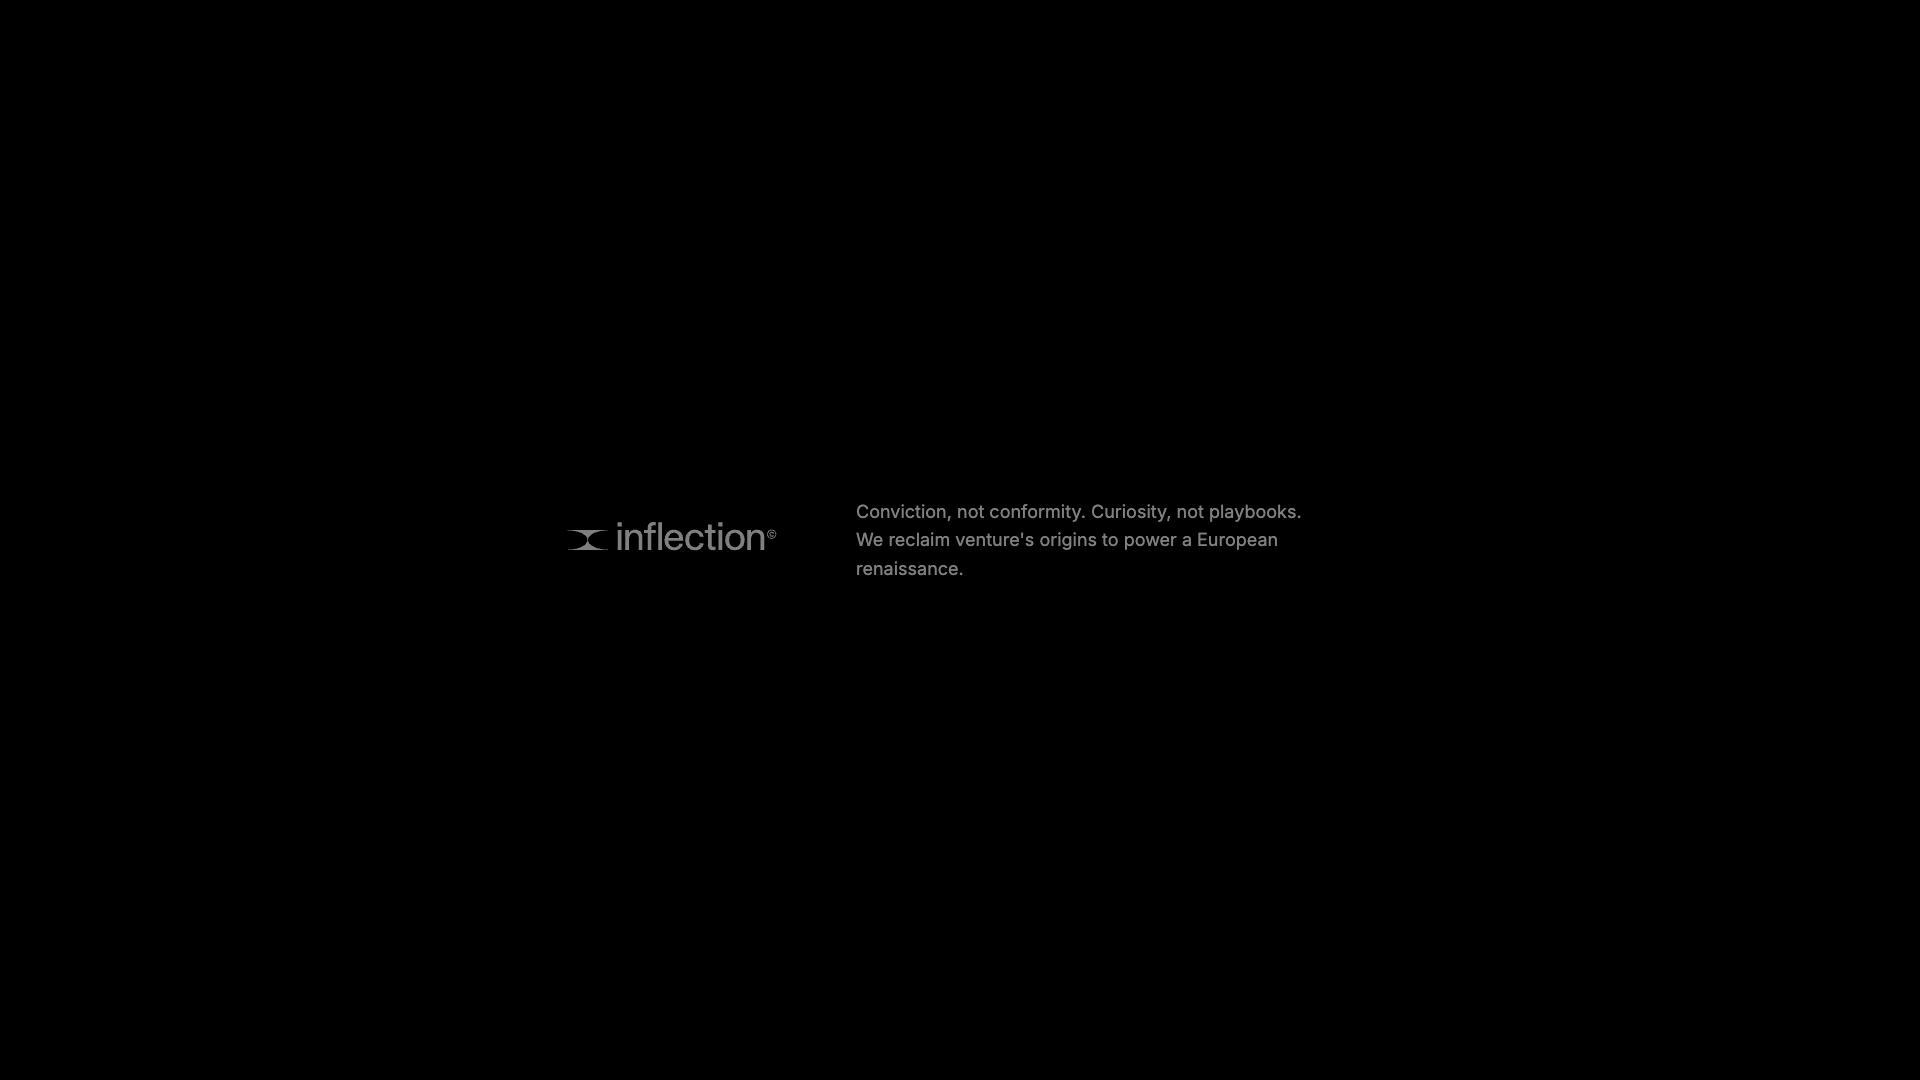 inflection©
Conviction, not conformity. Curiosity, not playbooks.
We reclaim venture's origins to power a European
renaissance.